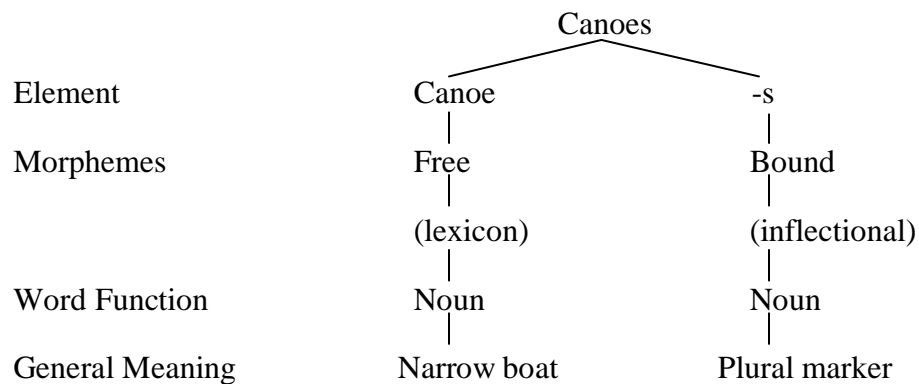 Canoes
Element Canoe -s
Morphemes Free Bound
(lexicon) (inflectional)
Word Function Noun Noun
General Meaning Narrow boat Plural marker